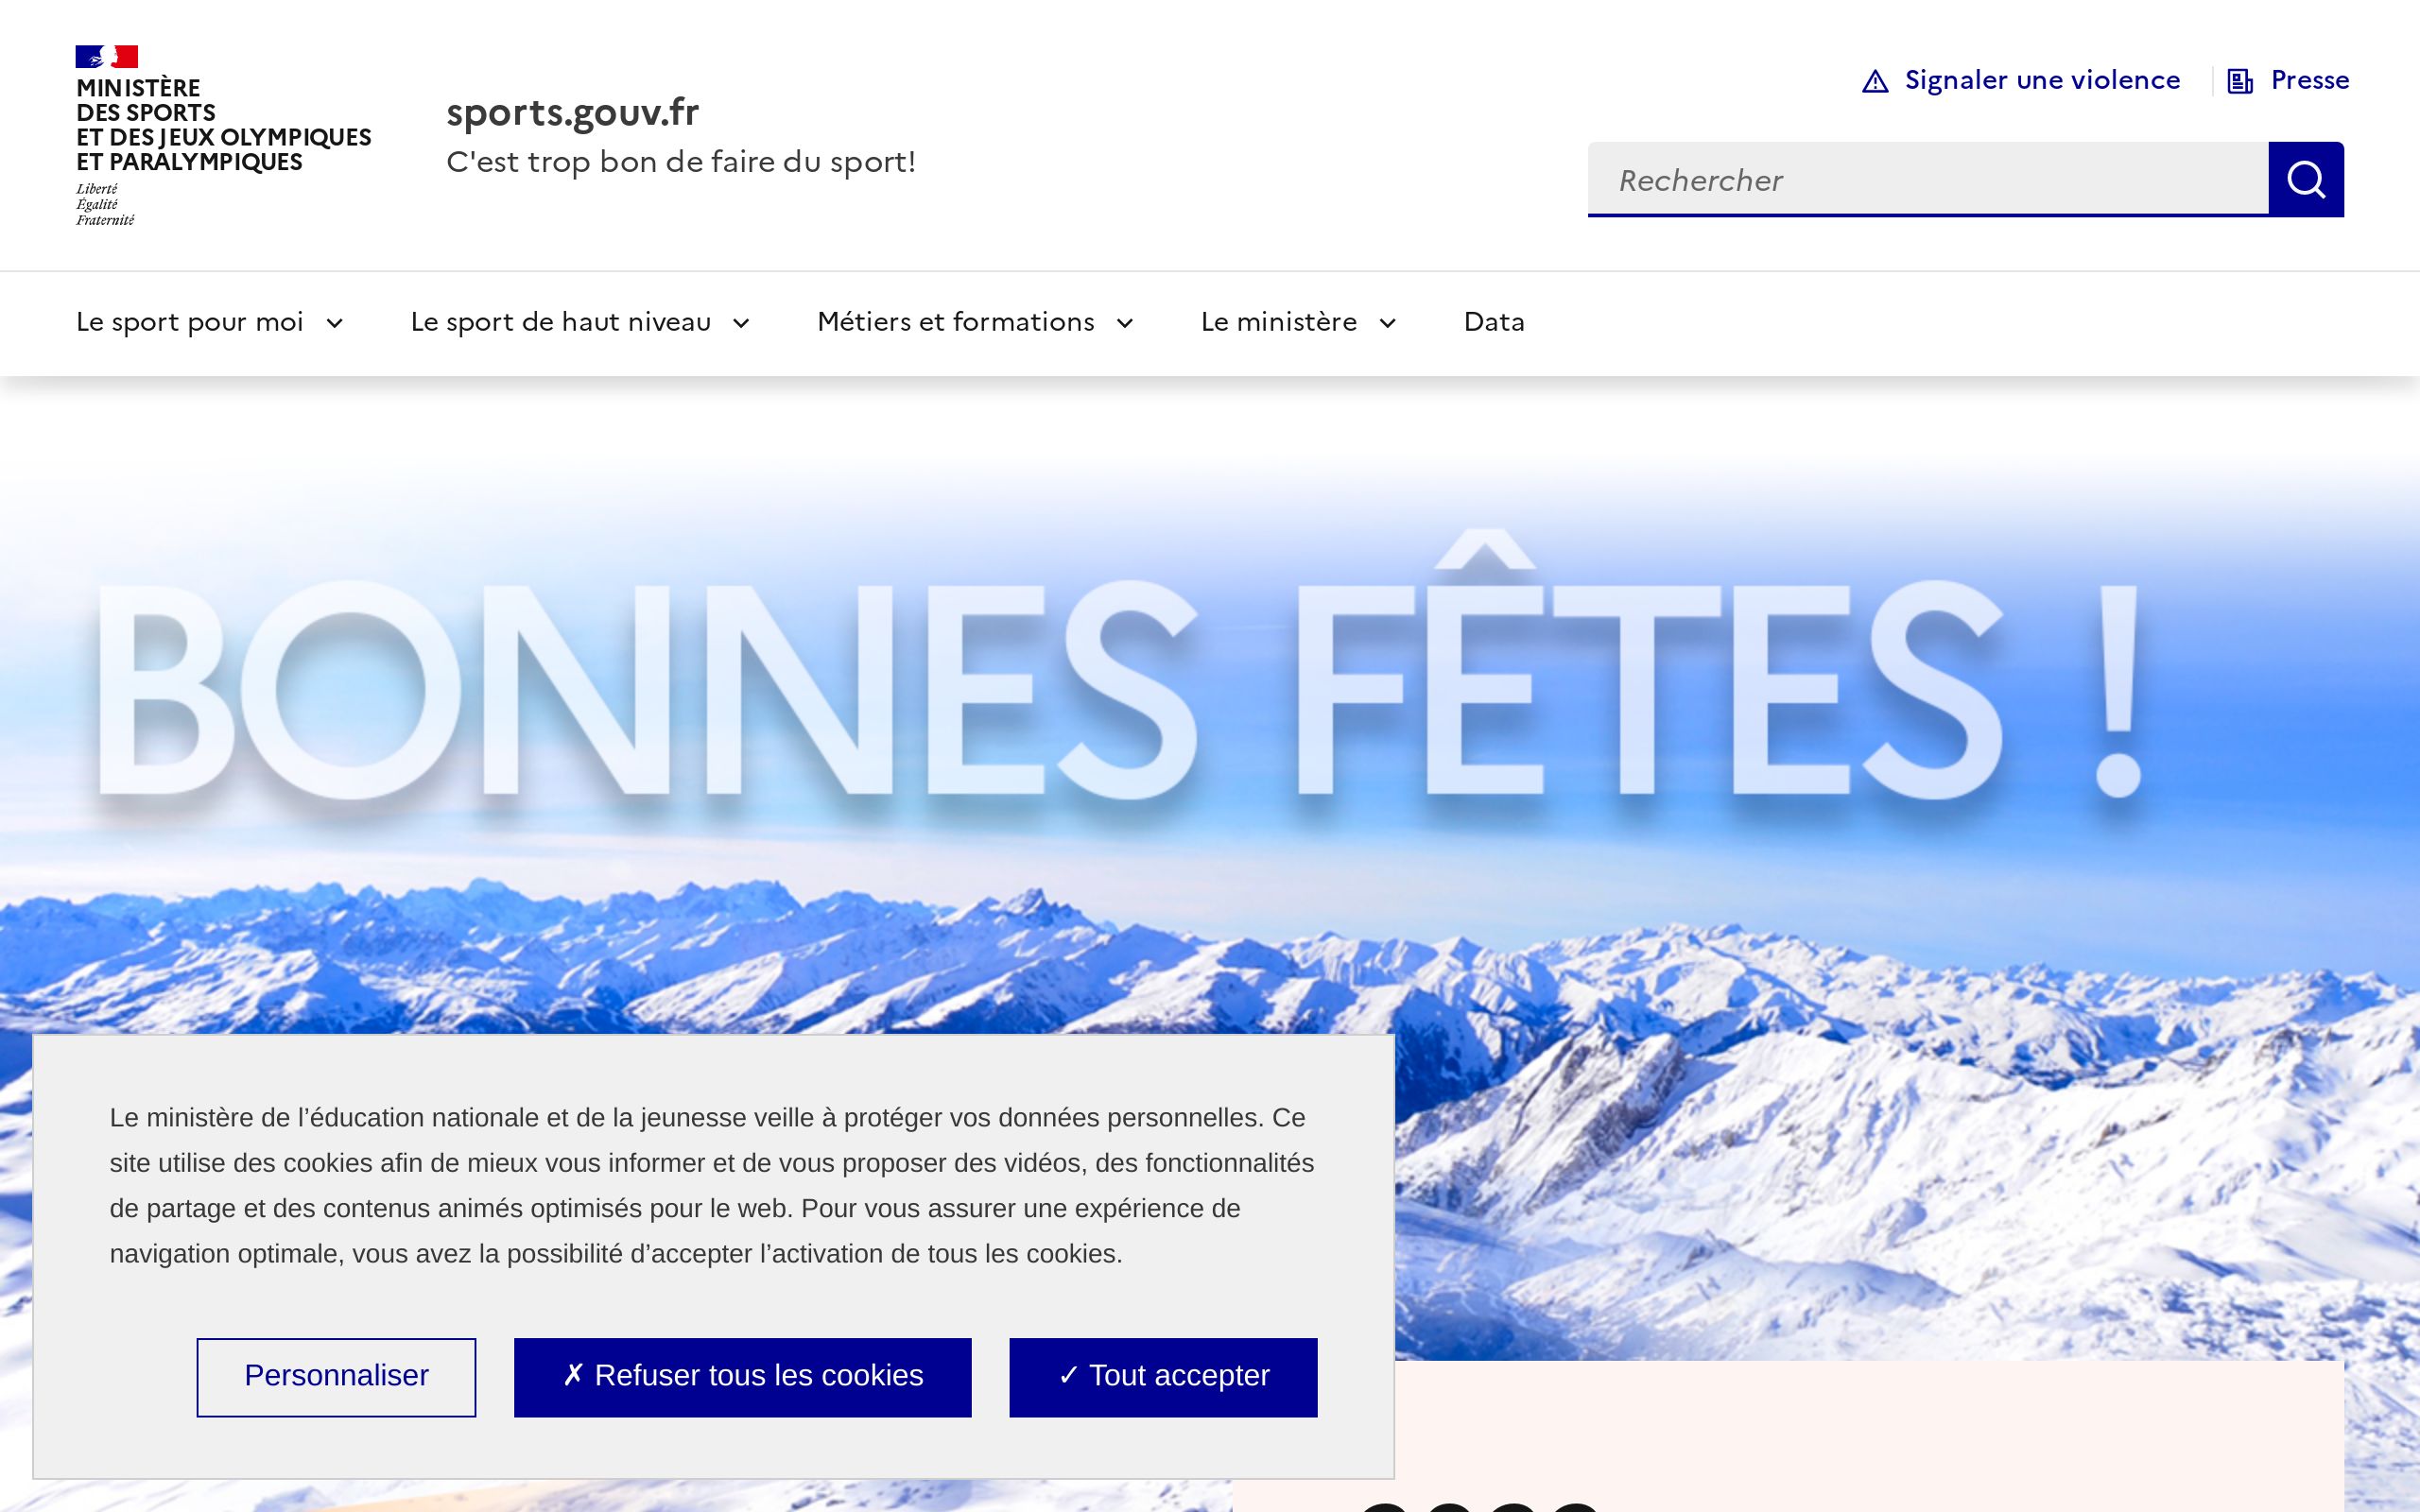 MINISTÈRE
DES SPORTS
ET DES JEUX OLYMPIQUES
ET PARALYMPIQUES
Liberté
Égalité
Fraternité
sports.gouv.fr
C'est trop bon de faire du sport!
Signaler une violence
Presse
Rechercher
Le sport pour moi
Le sport de haut niveau
Métiers et formations
Le ministère
Data
BONNES FÊTES !
Le ministère de l’éducation nationale et de la jeunesse veille à protéger vos données personnelles. Ce
site utilise des cookies afin de mieux vous informer et de vous proposer des vidéos, des fonctionnalités
de partage et des contenus animés optimisés pour le web. Pour vous assurer une expérience de
navigation optimale, vous avez la possibilité d’accepter l’activation de tous les cookies.
Personnaliser
✗ Refuser tous les cookies
✓ Tout accepter